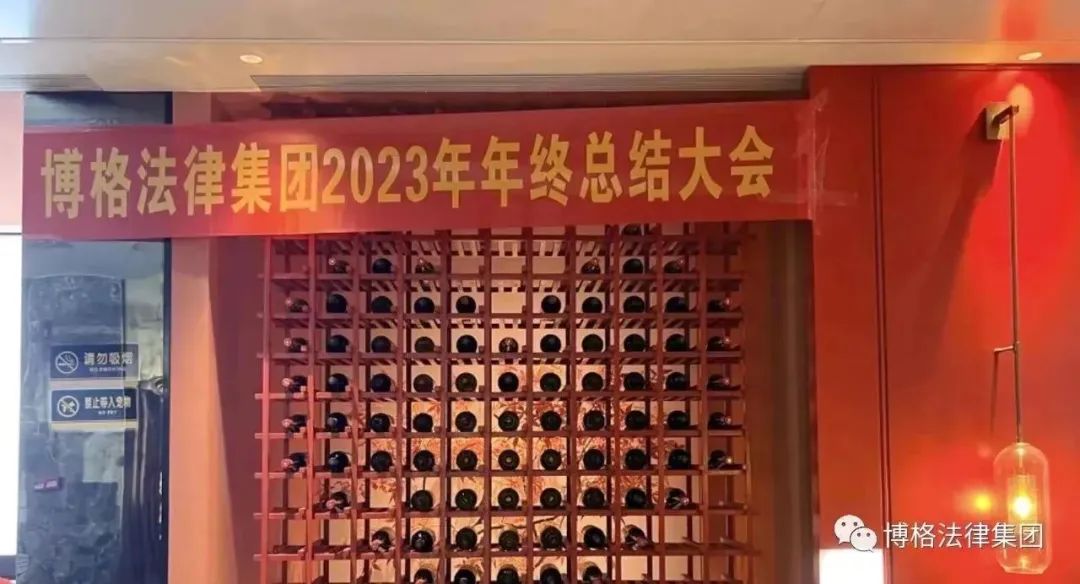 博格法律集团2023年年终总结大会
请勿吸烟
禁止带入宠物
NO PET
博格法律集团